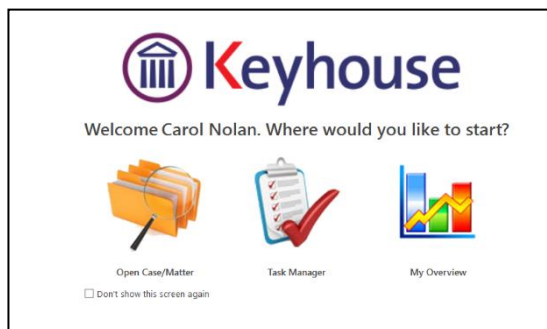 Keyhouse
Welcome Carol Nolan. Where would you like to start?
Open Case/Matter
Task Manager
My Overview
Don't show this screen again